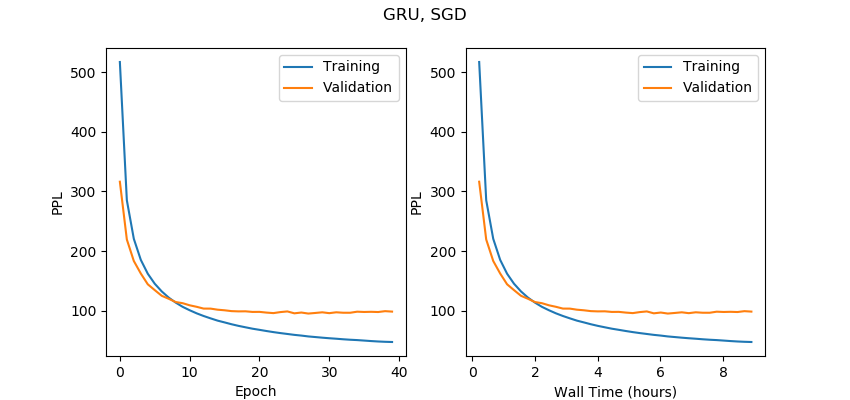 GRU, SGD
PPL
500
400
300
200
100
0
10
20
30
40
Epoch
Training
Validation
PPL
500
400
300
200
100
0
2
4
6
8
Wall Time (hours)
Training
Validation